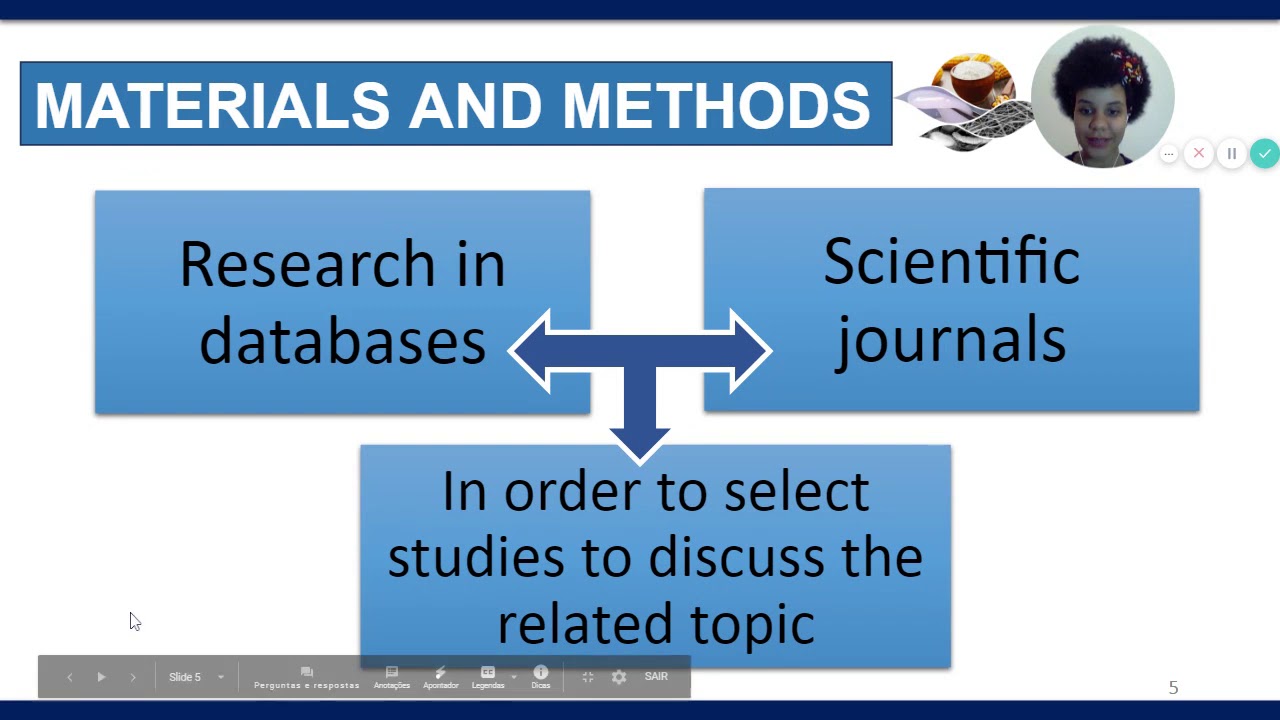 MATERIALS AND METHODS
Research in
databases
Scientific
journals
In order to select
studies to discuss the
related topic
Slide 5
Perguntas e respostas
Anotações
Apontador
Legendas
Dicas
SAIR
5